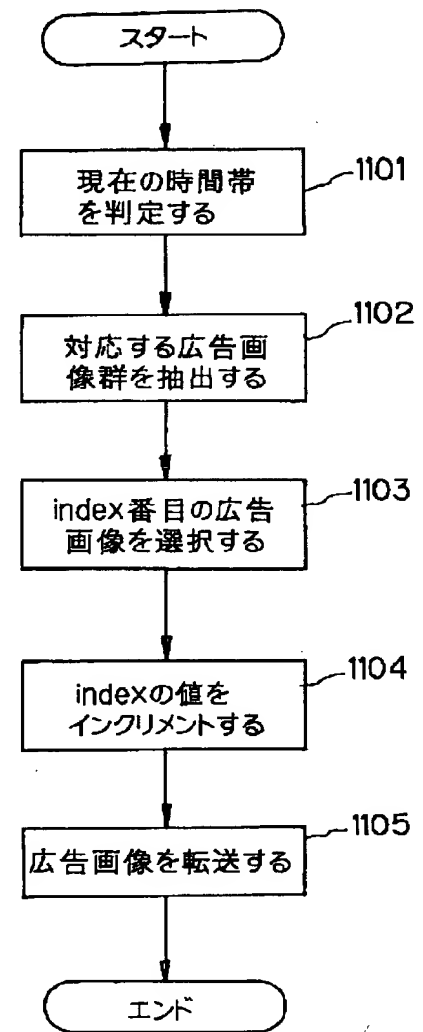 スタート
現在の時間帯
を判定する
1101
対応する広告画
像群を抽出する
1102
index番目の広告
画像を選択する
1103
indexの値を
インクリメントする
1104
広告画像を転送する
1105
エンド